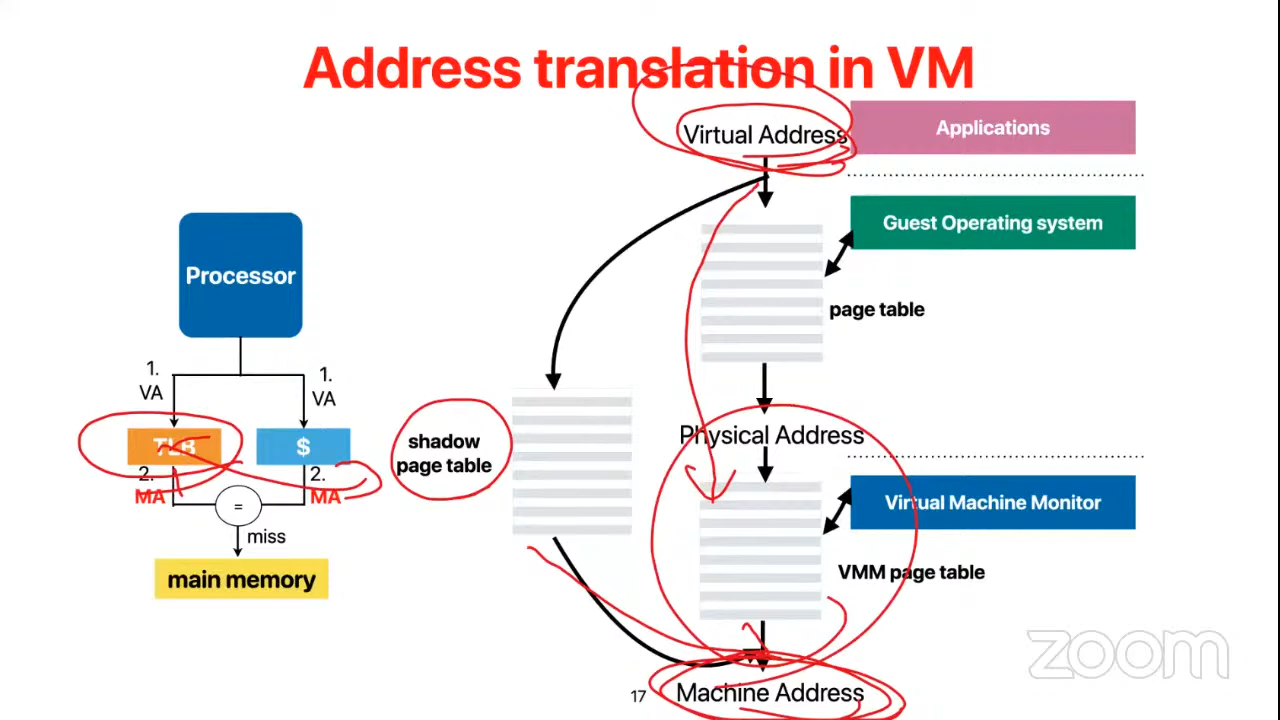 Address translation in VM
Virtual Address
Applications
Guest Operating system
Processor
page table
1.
VA
1.
VA
TLB
$
shadow
page table
Physical Address
2.
MA
2.
MA
=
miss
Virtual Machine Monitor
main memory
VMM page table
zoom
17
Machine Address